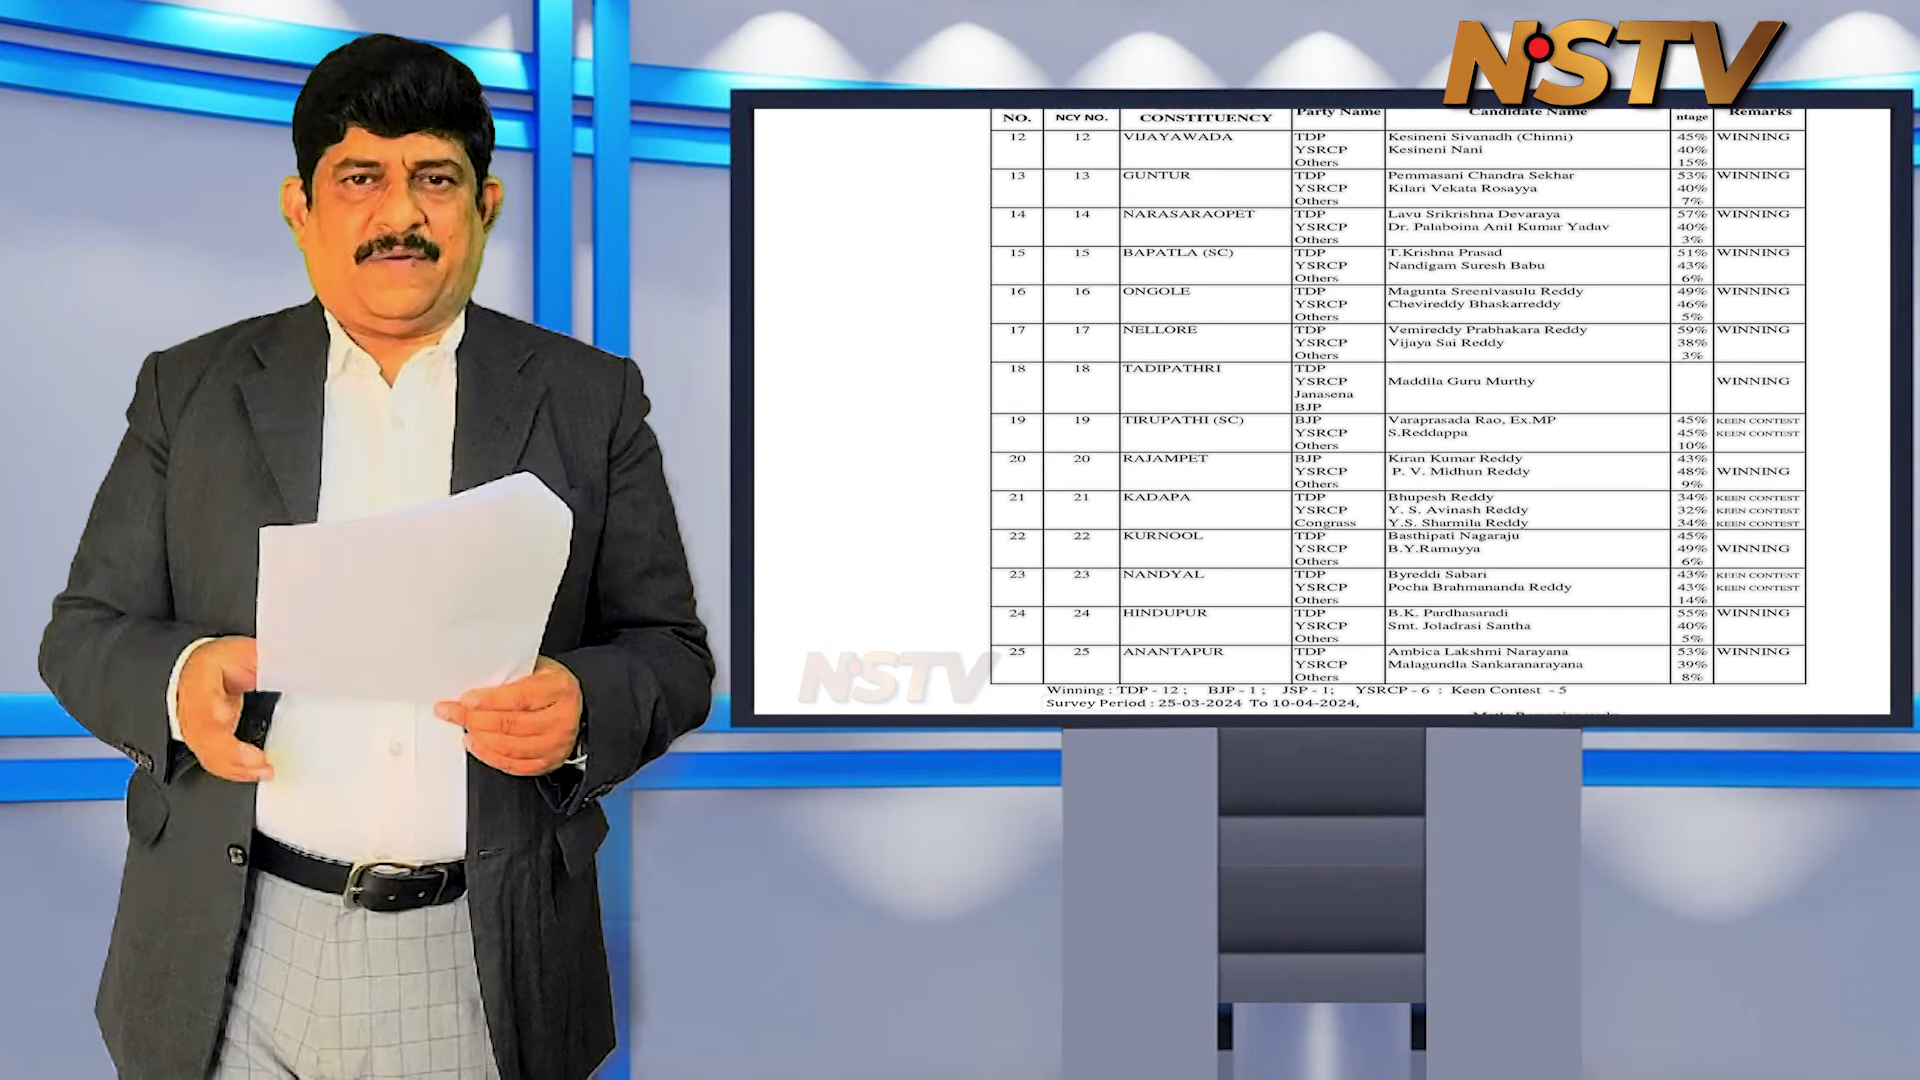 NSTV
NO. NCY NO. CONSTITUENCY Party Name Candidate Name ntage Remarks
12 12 VIJAYAWADA TDP Kesineni Sivanadh (Chinni) 45% WINNING
YSRCP Kesineni Nani 40%
Others 15%
13 13 GUNTUR TDP Pemmasani Chandra Sekhar 53% WINNING
YSRCP Kilari Vekata Rosayya 40%
Others 7%
14 14 NARASARAOPET TDP Lavu Srikrishna Devaraya 57% WINNING
YSRCP Dr. Palaboina Anil Kumar Yadav 40%
Others 3%
15 15 BAPATLA (SC) TDP T.Krishna Prasad 51% WINNING
YSRCP Nandigam Suresh Babu 43%
Others 6%
16 16 ONGOLE TDP Magunta Sreenivasulu Reddy 49% WINNING
YSRCP Chevireddy Bhaskarreddy 46%
Others 5%
17 17 NELLORE TDP Vemireddy Prabhakara Reddy 59% WINNING
YSRCP Vijaya Sai Reddy 38%
Others 3%
18 18 TADIPATHRI TDP
YSRCP Maddila Guru Murthy WINNING
Janasena
BJP
19 19 TIRUPATHI (SC) BJP Varaprasada Rao, Ex.MP 45% KEEN CONTEST
YSRCP S.Reddappa 45% KEEN CONTEST
Others 10%
20 20 RAJAMPET BJP Kiran Kumar Reddy 43%
YSRCP P. V. Midhun Reddy 48% WINNING
Others 9%
21 21 KADAPA TDP Bhupesh Reddy 34% KEEN CONTEST
YSRCP Y. S. Avinash Reddy 32% KEEN CONTEST
Congrass Y.S. Sharmila Reddy 34% KEEN CONTEST
22 22 KURNOOL TDP Basthipati Nagaraju 45%
YSRCP B.Y.Ramayya 49% WINNING
Others 6%
23 23 NANDYAL TDP Byreddi Sabari 43% KEEN CONTEST
YSRCP Pocha Brahmananda Reddy 43% KEEN CONTEST
Others 14%
24 24 HINDUPUR TDP B.K. Pardhasaradi 55% WINNING
YSRCP Smt. Joladrasi Santha 40%
Others 5%
25 25 ANANTAPUR TDP Ambica Lakshmi Narayana 53% WINNING
YSRCP Malagundla Sankaranarayana 39%
Others 8%
Winning : TDP - 12 ; BJP - 1 ; JSP - 1; YSRCP - 6 : Keen Contest - 5
Survey Period : 25-03-2024 To 10-04-2024,
NSTV